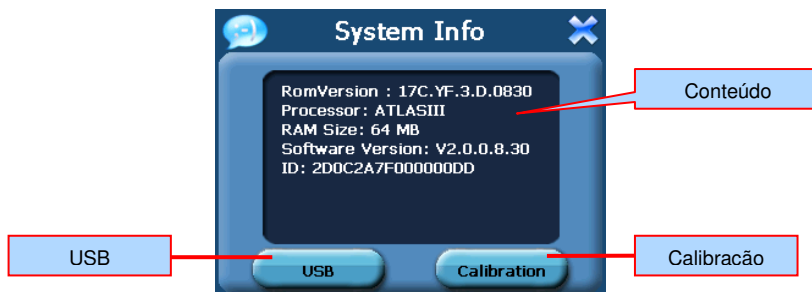 System Info
RomVersion : 17C.YF.3.D.0830
Processor: ATLASIII
RAM Size: 64 MB
Software Version: V2.0.0.8.30
ID: 2D0C2A7F000000DD
Conteúdo
USB
USB
Calibration
Calibracão